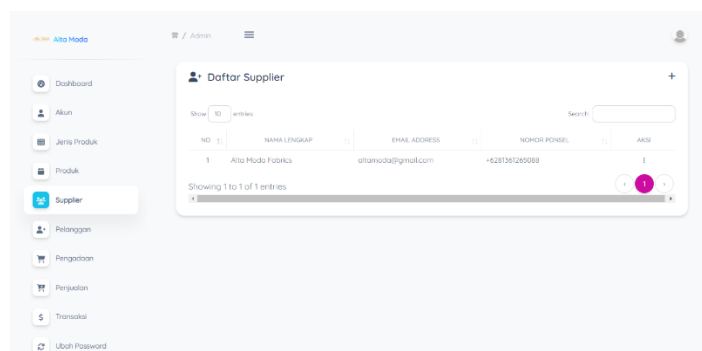 Alta Moda
/ Admin
Dashboard
Akun
Jenis Produk
Produk
Supplier
Pelanggan
Pengadaan
Penjualan
Transaksi
Ubah Password
Daftar Supplier
+
Show 10 entries
Search
NO NAMA LENGKAP EMAIL ADDRESS NOMOR PONSEL AKSI
1 Alta Moda Fabrics altamoda@gmail.com +6281361265088
Showing 1 to 1 of 1 entries
‹ 1 ›